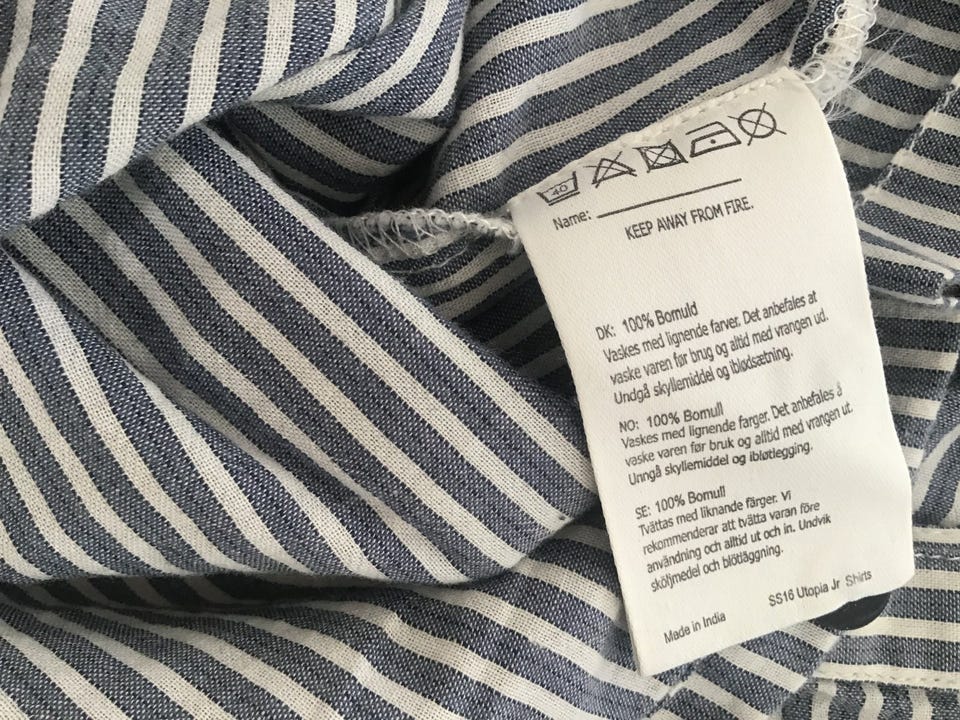 40
Name:
KEEP AWAY FROM FIRE.
DK: 100% Bomuld
Vaskes med lignende farver. Det anbefales at
vaske varen før brug og altid med vrangen ud.
Undgå skyllemiddel og iblødsætning.
NO: 100% Bomull
Vaskes med lignende farger. Det anbefales å
vaske varen før bruk og alltid med vrangen ut.
Unngå skyllemiddel og ibløtlegging.
SE: 100% Bomull
Tvättas med liknande färger. Vi
rekommenderar att tvätta varan före
användning och alltid ut och in. Undvik
sköljmedel och blötläggning.
SS16 Utopia Jr Shirts
Made in India